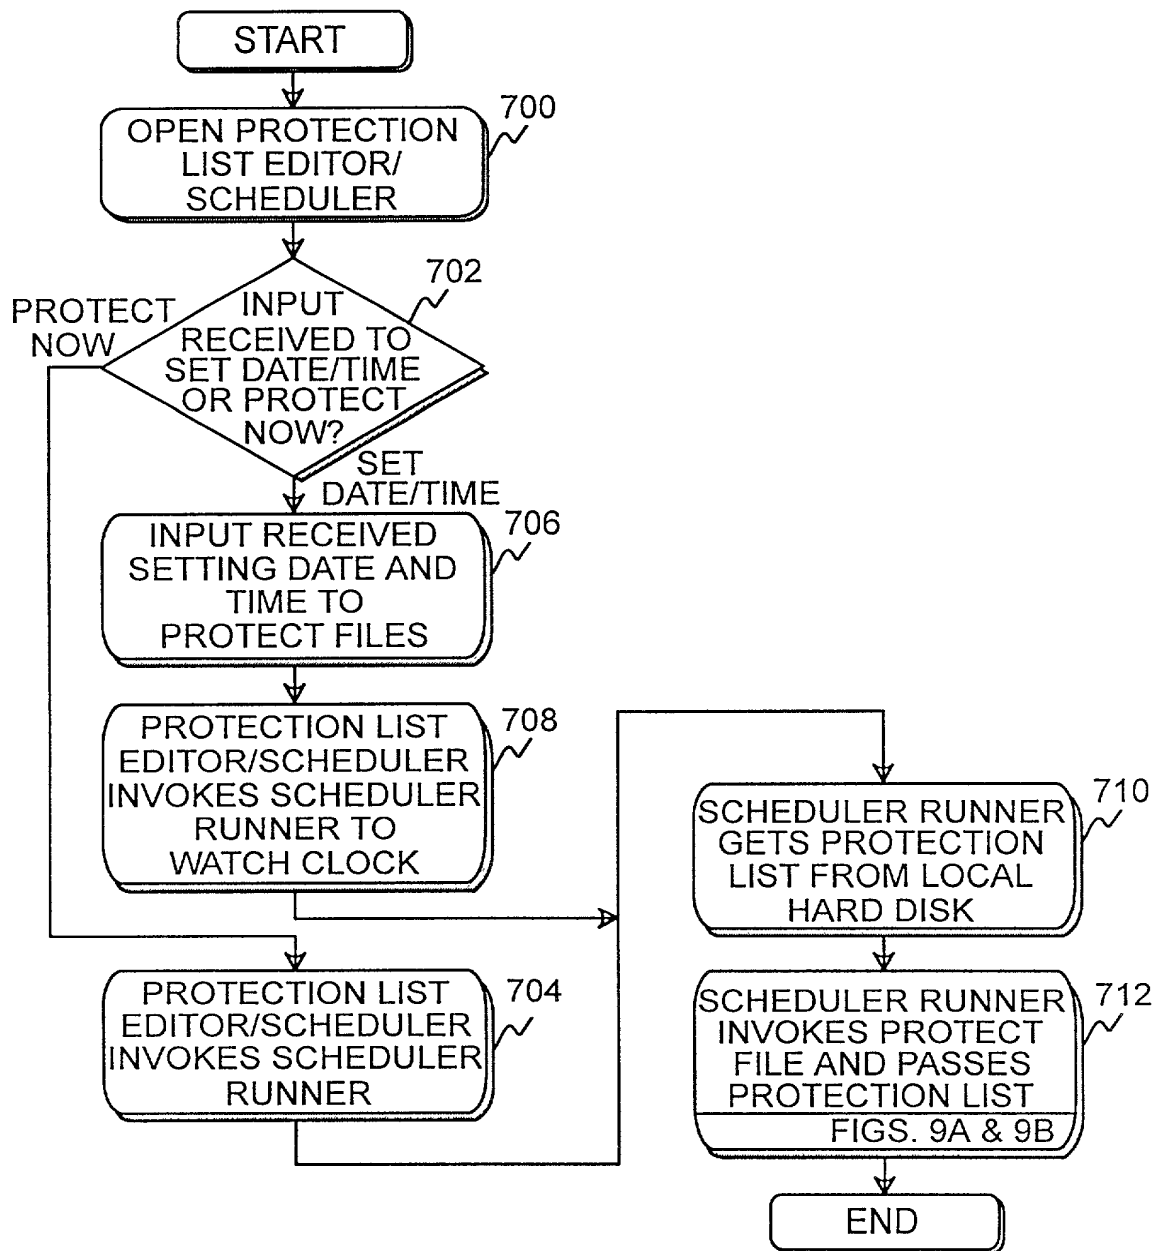 START
700
OPEN PROTECTION
LIST EDITOR/
SCHEDULER
702
PROTECT
NOW
INPUT
RECEIVED TO
SET DATE/TIME
OR PROTECT
NOW?
SET
DATE/TIME
706
INPUT RECEIVED
SETTING DATE AND
TIME TO
PROTECT FILES
708
PROTECTION LIST
EDITOR/SCHEDULER
INVOKES SCHEDULER
RUNNER TO
WATCH CLOCK
704
PROTECTION LIST
EDITOR/SCHEDULER
INVOKES SCHEDULER
RUNNER
710
SCHEDULER RUNNER
GETS PROTECTION
LIST FROM LOCAL
HARD DISK
712
SCHEDULER RUNNER
INVOKES PROTECT
FILE AND PASSES
PROTECTION LIST
FIGS. 9A & 9B
END